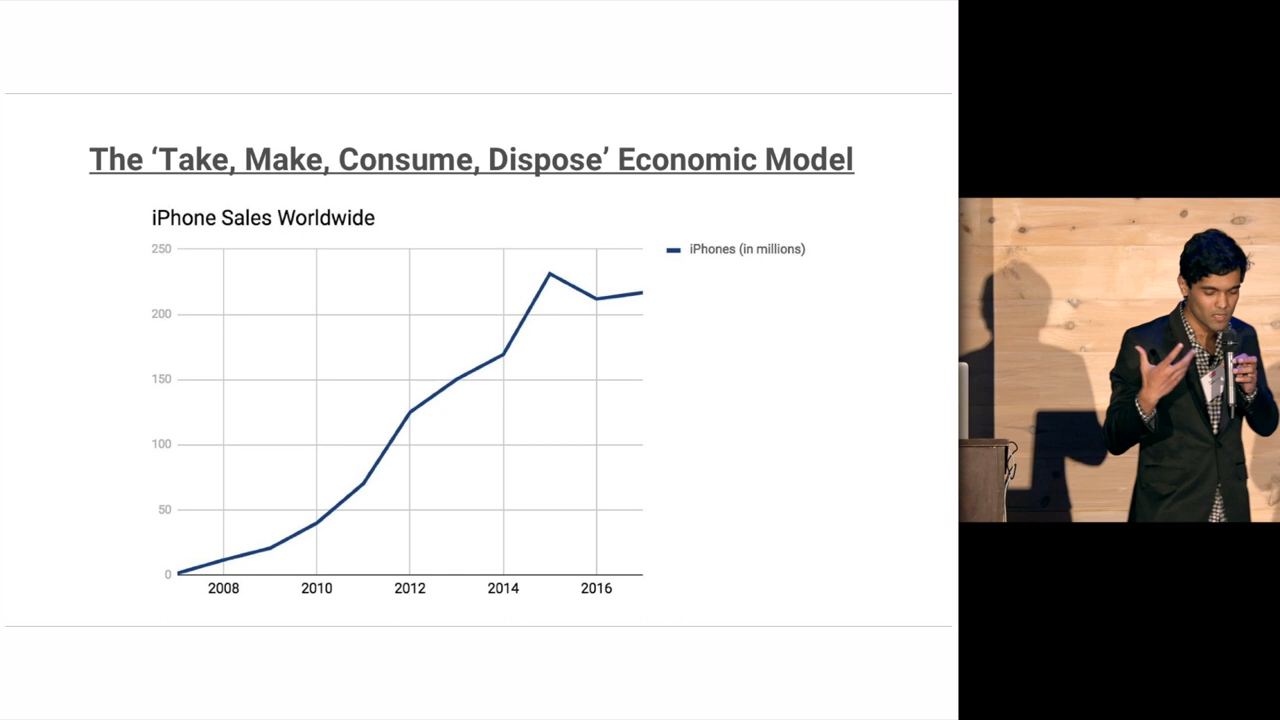 The ‘Take, Make, Consume, Dispose’ Economic Model
iPhone Sales Worldwide
iPhones (in millions)
250
200
150
100
50
0
2008 2010 2012 2014 2016